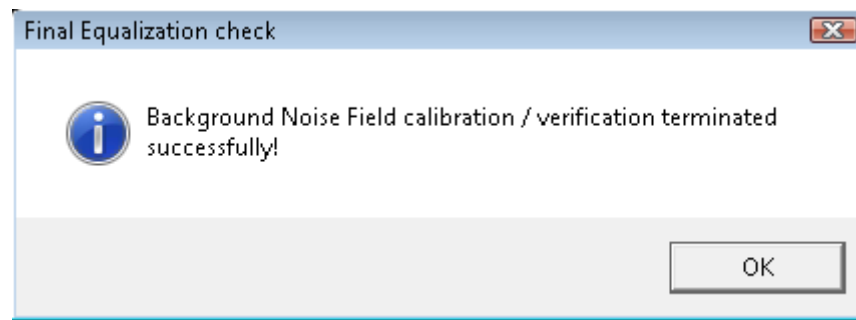 Final Equalization check
Background Noise Field calibration / verification terminated
successfully!
OK